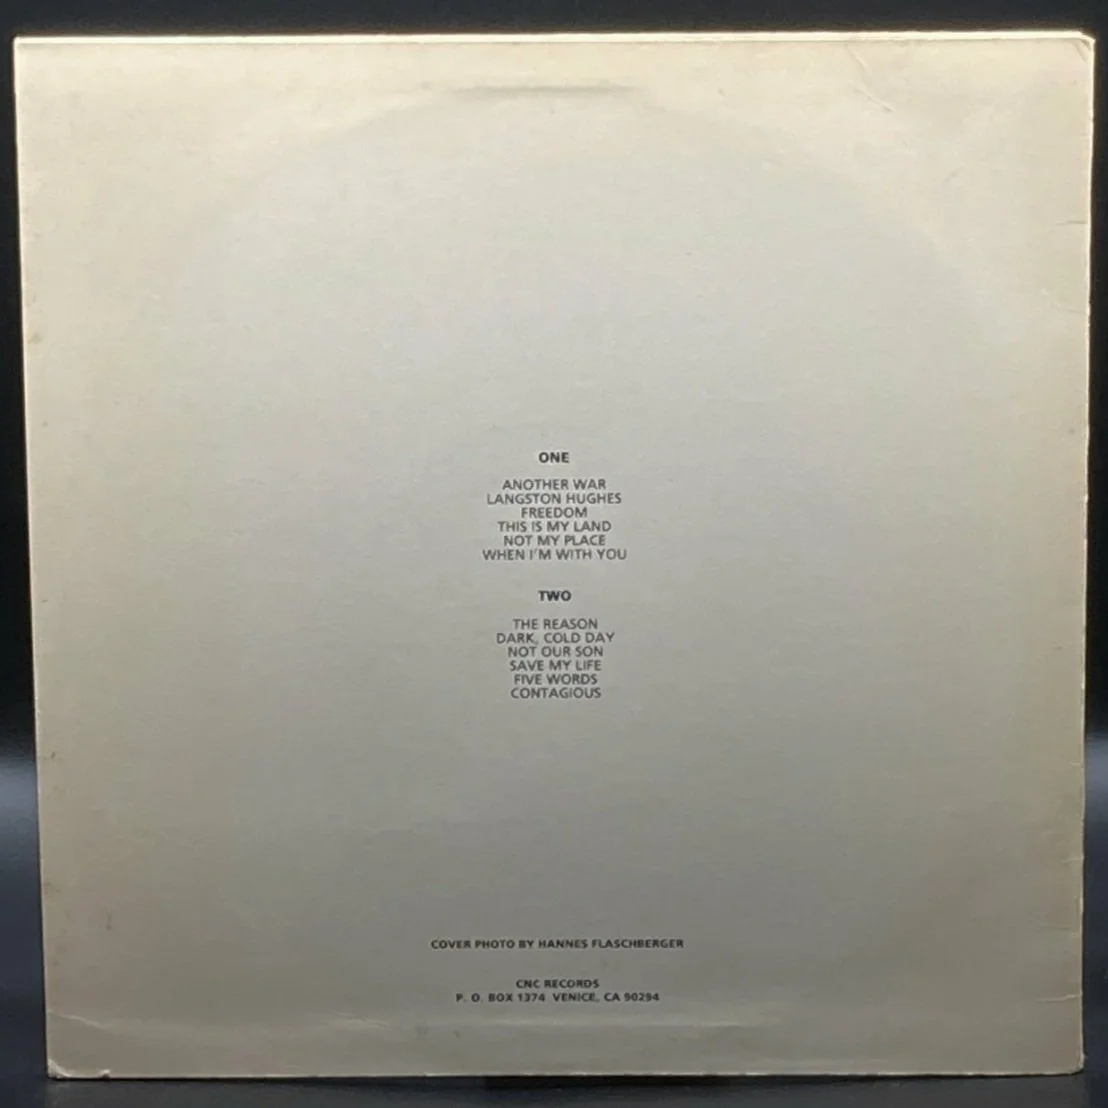 ONE
ANOTHER WAR
LANGSTON HUGHES
FREEDOM
THIS IS MY LAND
NOT MY PLACE
WHEN I'M WITH YOU
TWO
THE REASON
DARK, COLD DAY
NOT OUR SON
SAVE MY LIFE
FIVE WORDS
CONTAGIOUS
COVER PHOTO BY HANNES FLASCHBERGER
CNC RECORDS
P. O. BOX 1374 VENICE, CA 90294